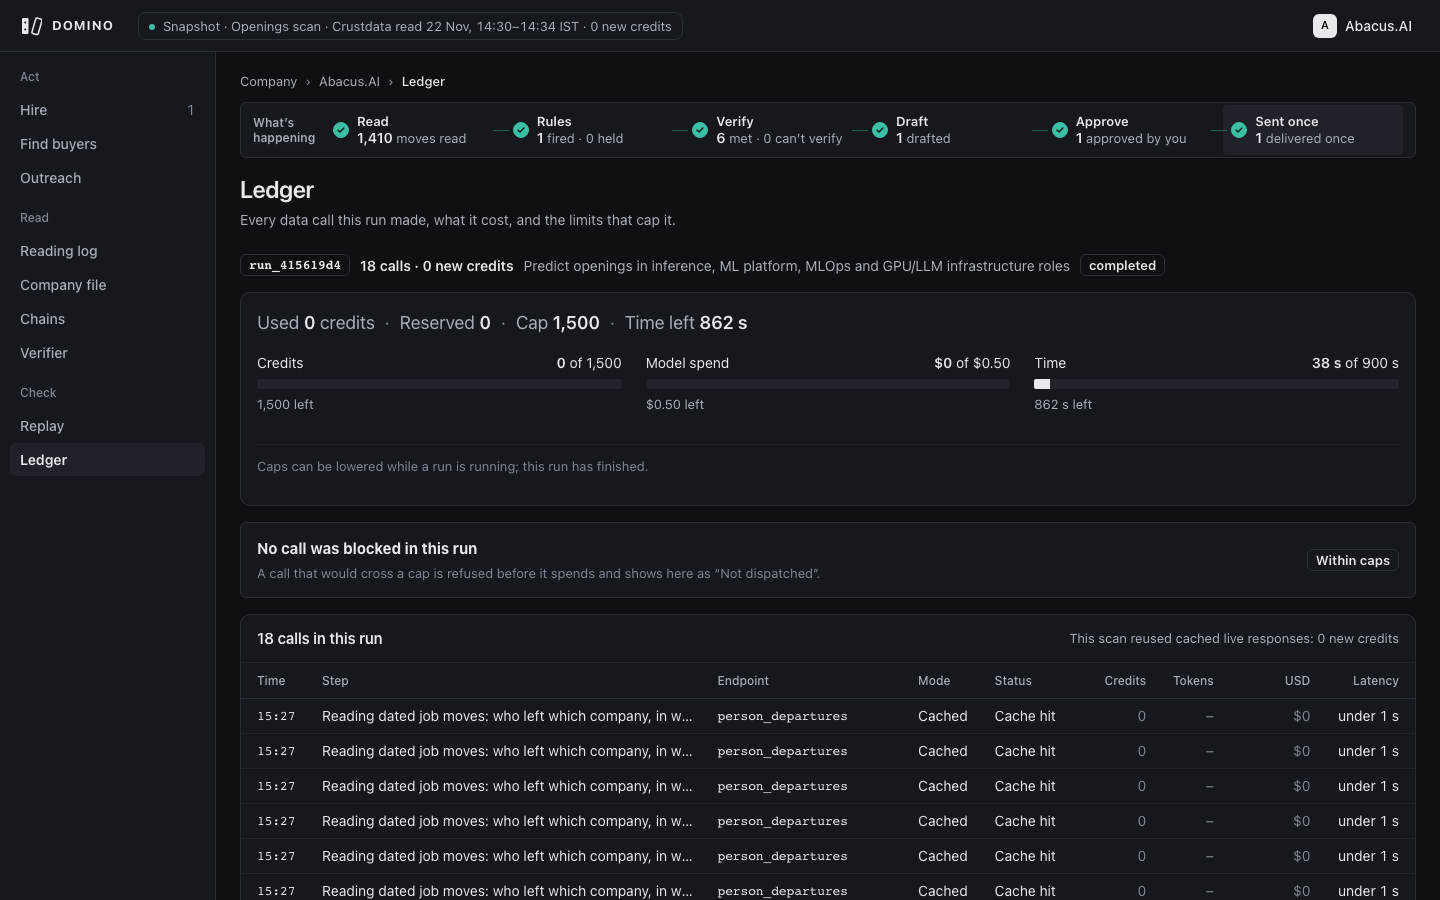 DOMINO
Snapshot · Openings scan · Crustdata read 22 Nov, 14:30–14:34 IST · 0 new credits
A Abacus.AI
Act
Hire 1
Find buyers
Outreach
Read
Reading log
Company file
Chains
Verifier
Check
Replay
Ledger
Company › Abacus.AI › Ledger
What's happening
Read
1,410 moves read
Rules
1 fired · 0 held
Verify
6 met · 0 can't verify
Draft
1 drafted
Approve
1 approved by you
Sent once
1 delivered once
Ledger
Every data call this run made, what it cost, and the limits that cap it.
run_415619d4 18 calls · 0 new credits Predict openings in inference, ML platform, MLOps and GPU/LLM infrastructure roles completed
Used 0 credits · Reserved 0 · Cap 1,500 · Time left 862 s
Credits 0 of 1,500
1,500 left
Model spend $0 of $0.50
$0.50 left
Time 38 s of 900 s
862 s left
Caps can be lowered while a run is running; this run has finished.
No call was blocked in this run
A call that would cross a cap is refused before it spends and shows here as “Not dispatched”.
Within caps
18 calls in this run
This scan reused cached live responses: 0 new credits
Time Step Endpoint Mode Status Credits Tokens USD Latency
15:27 Reading dated job moves: who left which company, in w... person_departures Cached Cache hit 0 – $0 under 1 s
15:27 Reading dated job moves: who left which company, in w... person_departures Cached Cache hit 0 – $0 under 1 s
15:27 Reading dated job moves: who left which company, in w... person_departures Cached Cache hit 0 – $0 under 1 s
15:27 Reading dated job moves: who left which company, in w... person_departures Cached Cache hit 0 – $0 under 1 s
15:27 Reading dated job moves: who left which company, in w... person_departures Cached Cache hit 0 – $0 under 1 s
15:27 Reading dated job moves: who left which company, in w... person_departures Cached Cache hit 0 – $0 under 1 s